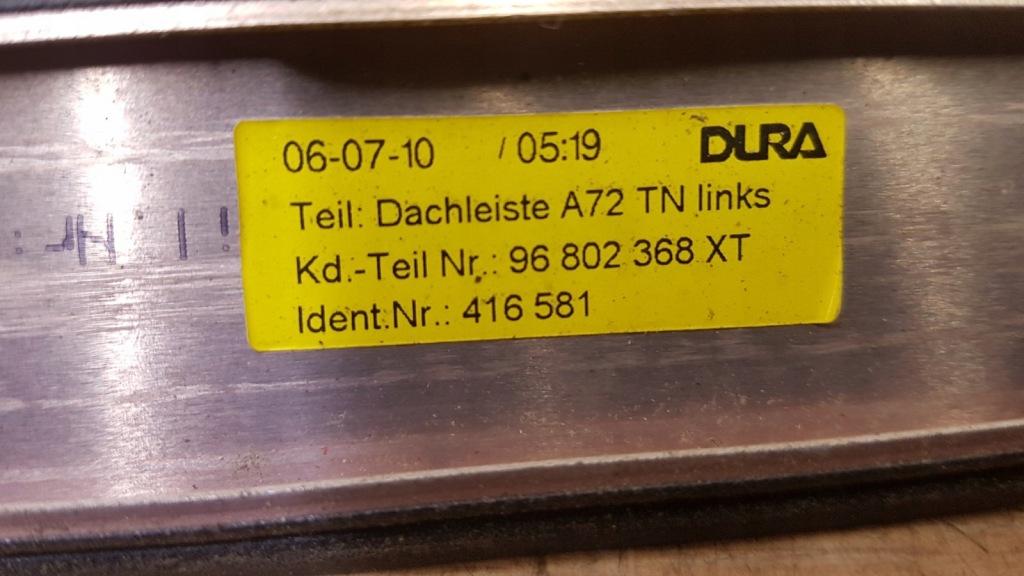 06-07-10 / 05:19 DURA
Teil: Dachleiste A72 TN links
Kd.-Teil Nr.: 96 802 368 XT
Ident.Nr.: 416 581